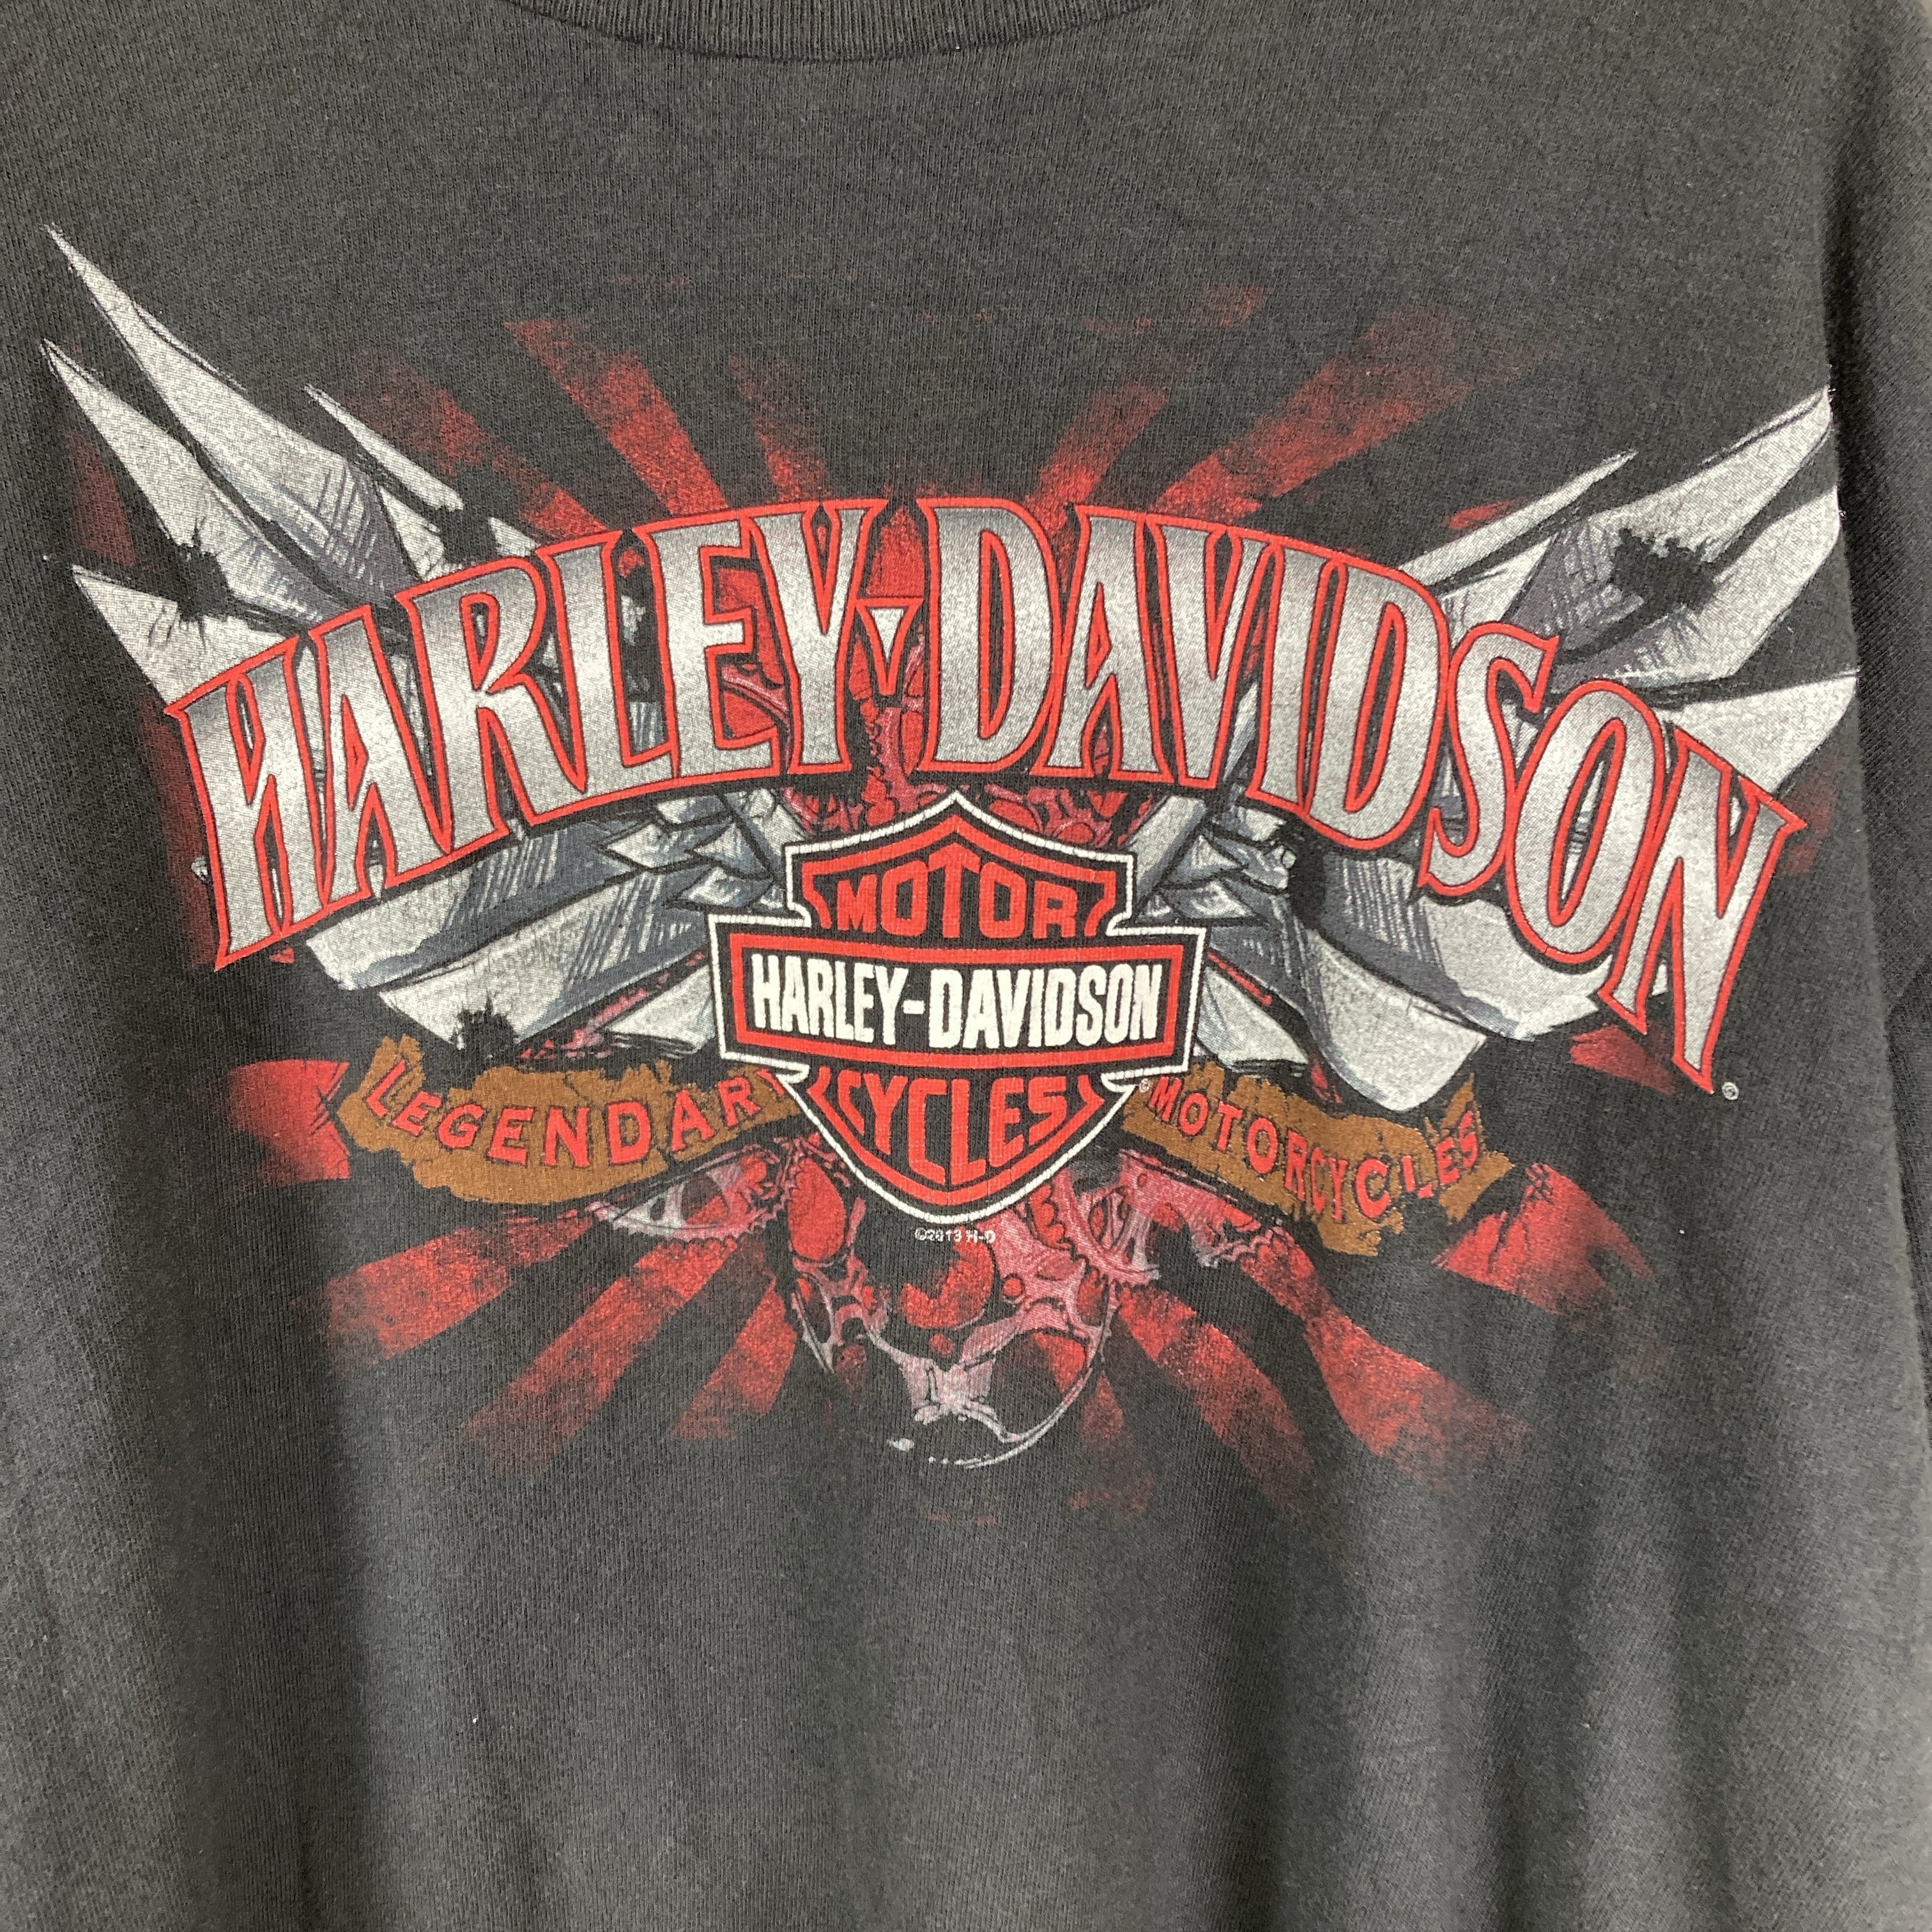 HARLEY-DAVIDSON
®
MOTOR
HARLEY-DAVIDSON
CYCLES
®
LEGENDARY MOTORCYCLES
©2013 H-D